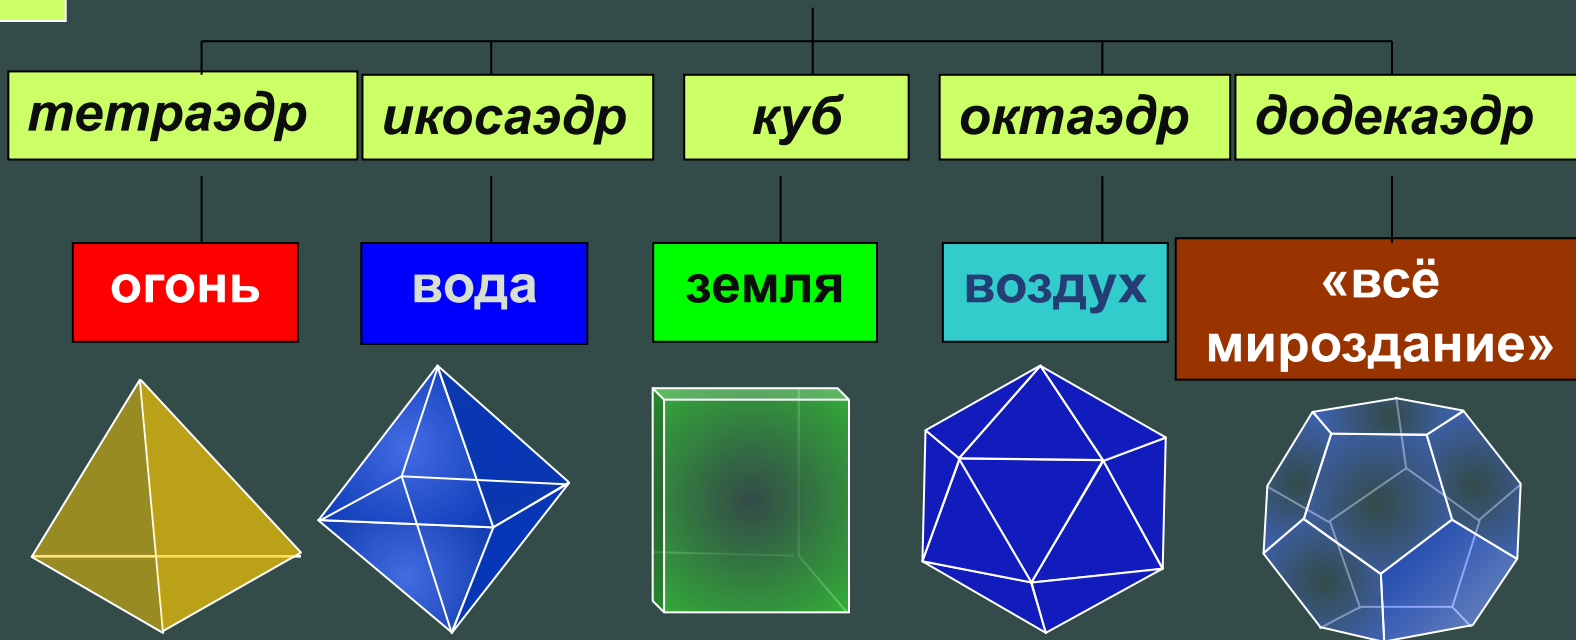 тетраэдр
икосаэдр
куб
октаэдр
додекаэдр
огонь
вода
земля
воздух
«всё
мироздание»